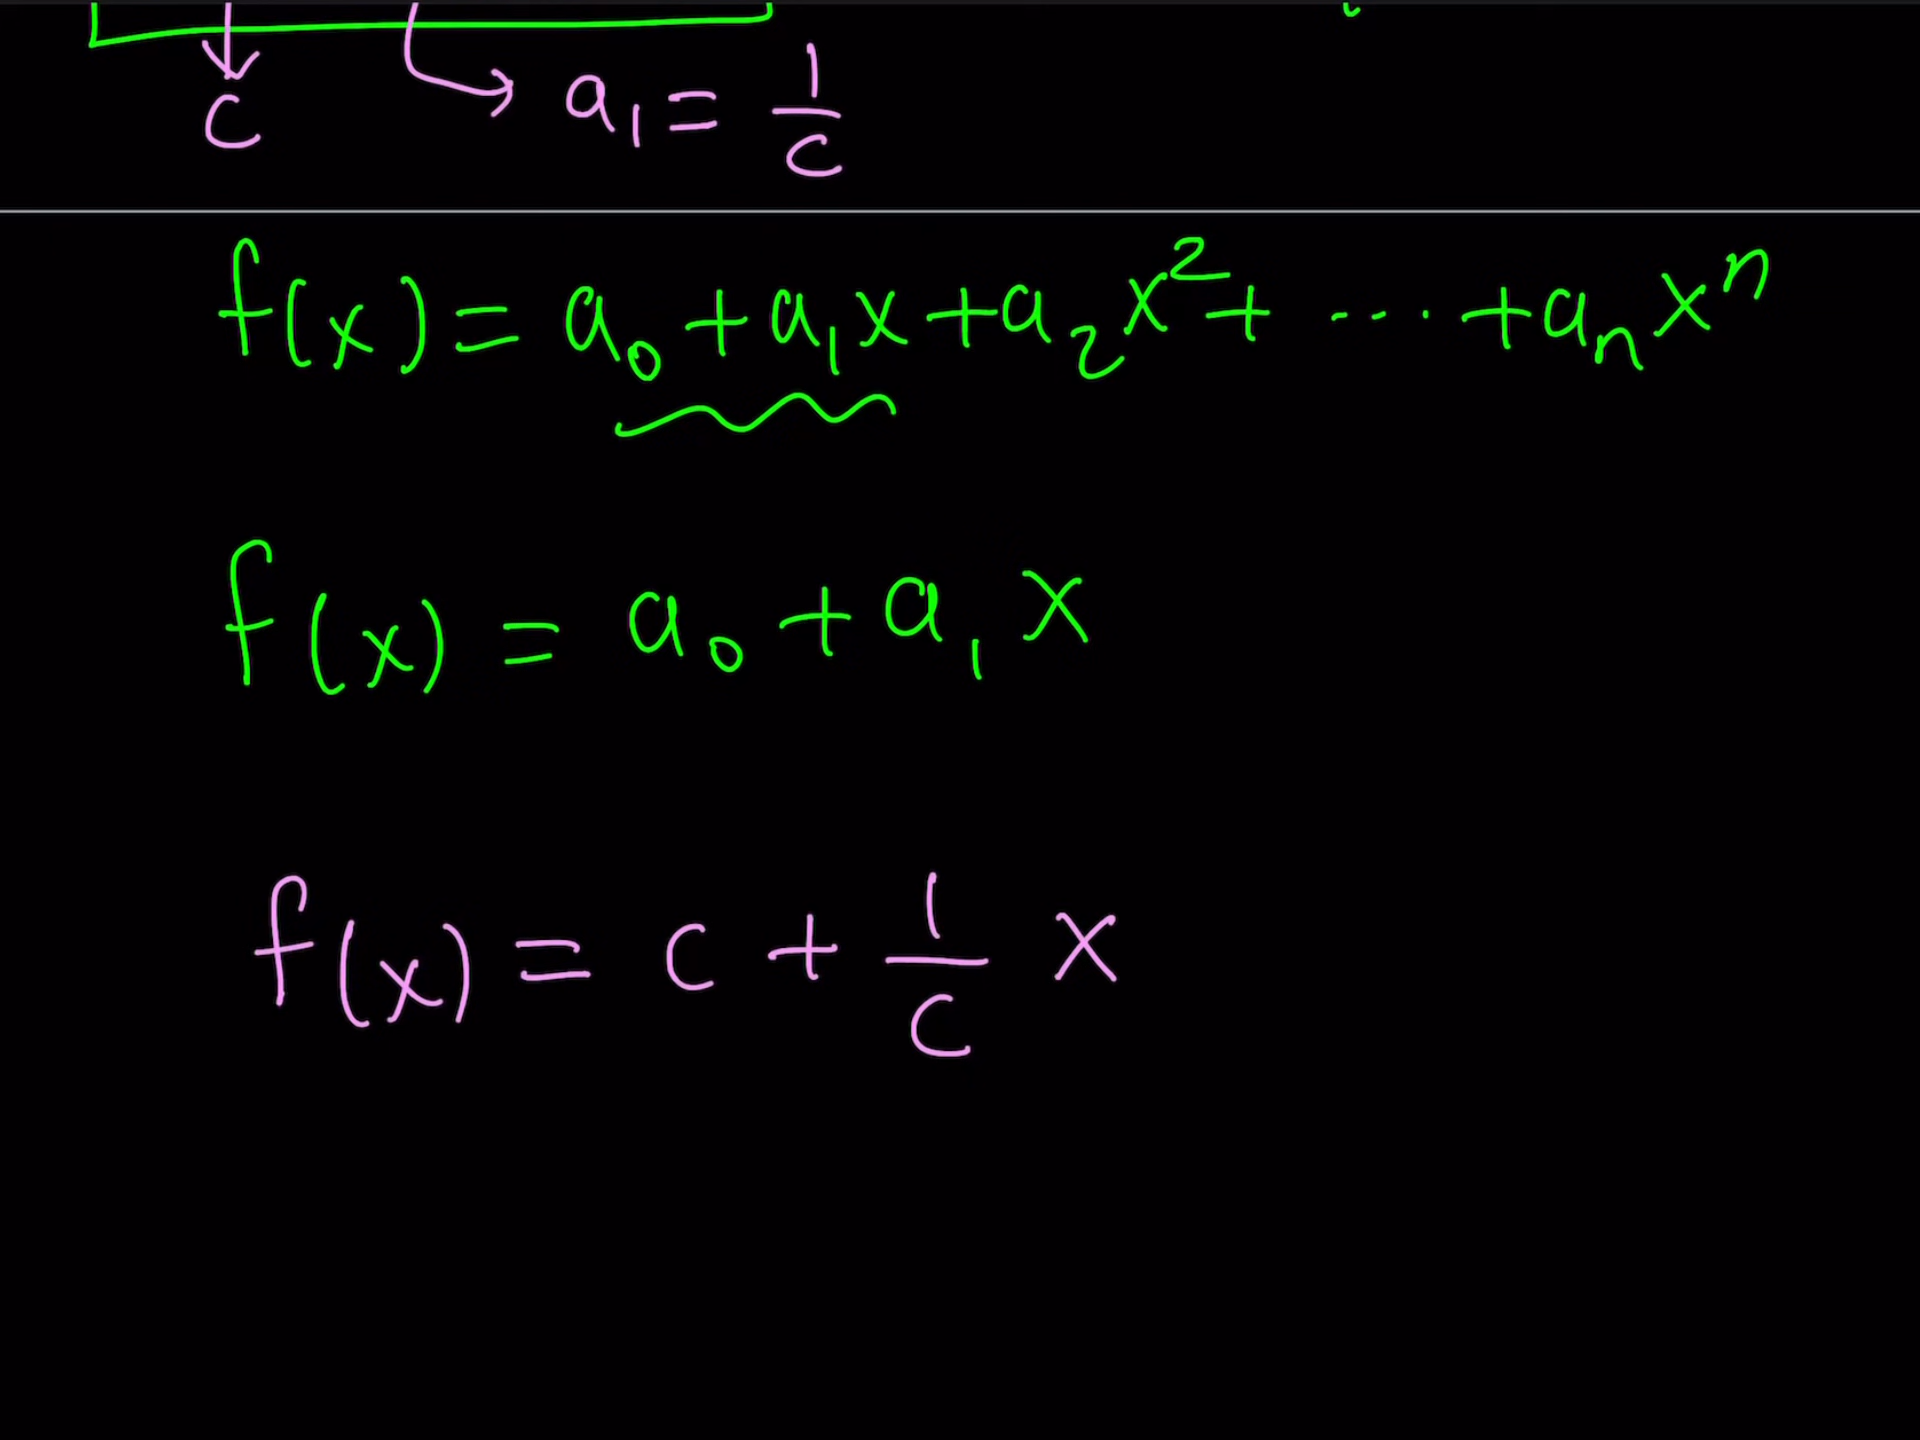 c → a₁ = 1/c
f(x) = a₀ + a₁x + a₂x² + ... + aₙxⁿ
f(x) = a₀ + a₁x
f(x) = c + 1/c x